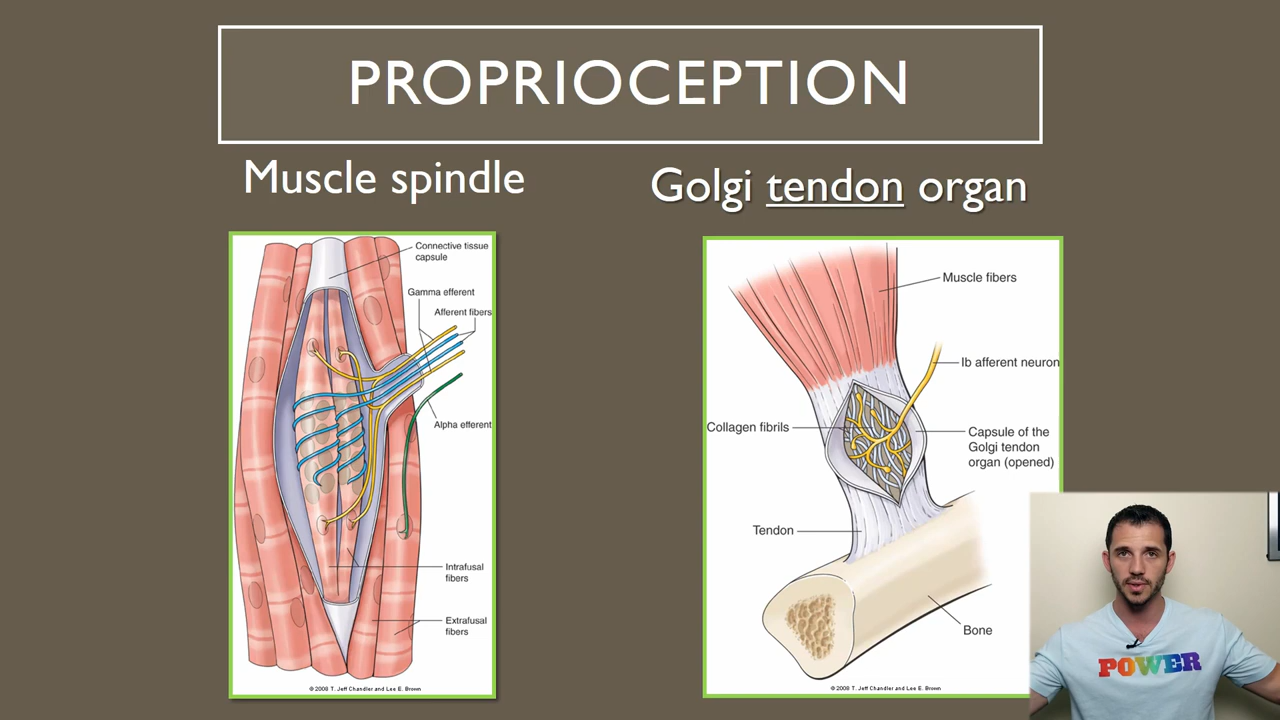 PROPRIOCEPTION
Muscle spindle
Connective tissue
capsule
Gamma efferent
Afferent fibers
Alpha efferent
Intrafusal
fibers
Extrafusal
fibers
© 2008 T. Jeff Chandler and Lee E. Brown
Golgi tendon organ
Muscle fibers
Ib afferent neuron
Collagen fibrils
Capsule of the
Golgi tendon
organ (opened)
Tendon
Bone
© 2008 T. Jeff Chandler and Lee E. Brown
POWER